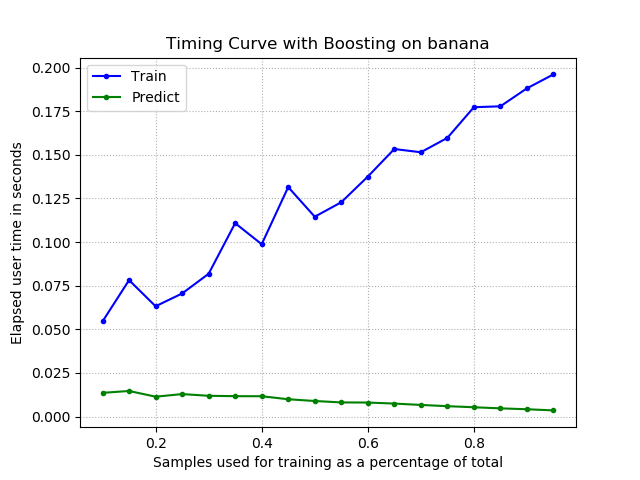 Timing Curve with Boosting on banana
Train
Predict
Elapsed user time in seconds
0.200
0.175
0.150
0.125
0.100
0.075
0.050
0.025
0.000
0.2 0.4 0.6 0.8
Samples used for training as a percentage of total